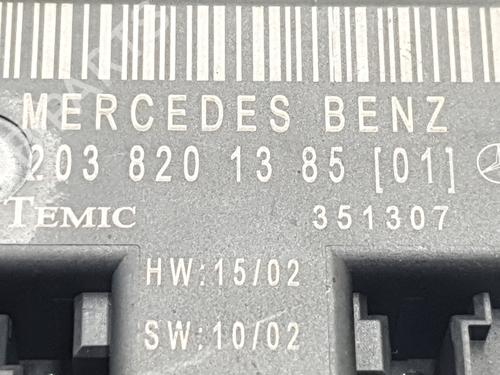 MERCEDES BENZ
203 820 13 85 [01]
TEMIC 351307
HW:15/02
SW:10/02